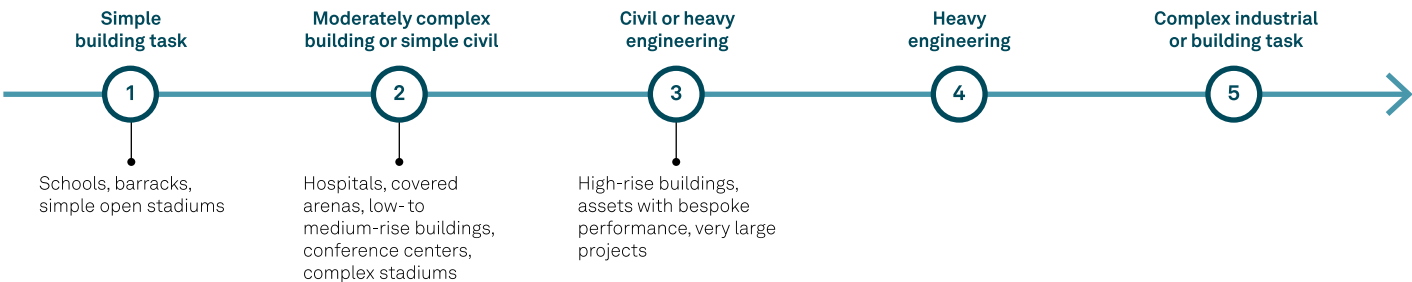 Simple
building task
Moderately complex
building or simple civil
Civil or heavy
engineering
Heavy
engineering
Complex industrial
or building task
1
2
3
4
5
Schools, barracks,
simple open stadiums
Hospitals, covered
arenas, low- to
medium-rise buildings,
conference centers,
complex stadiums
High-rise buildings,
assets with bespoke
performance, very large
projects